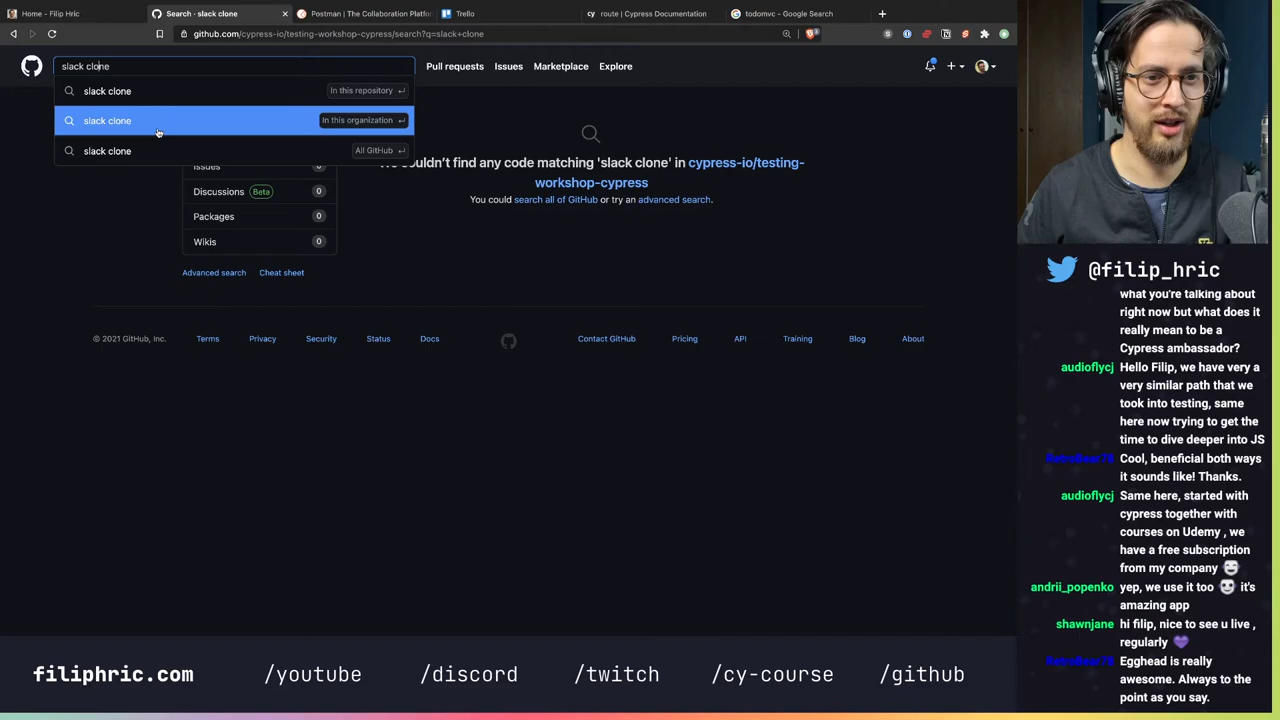 Home - Filip Hric
Search · slack clone
Postman | The Collaboration Platfo
Trello
cy route | Cypress Documentation
todomvc - Google Search
github.com/cypress-io/testing-workshop-cypress/search?q=slack+clone
slack clone
Pull requests
Issues
Marketplace
Explore
slack clone In this repository
slack clone In this organization
slack clone All GitHub
Issues 0
Discussions Beta 0
Packages 0
Wikis 0
Advanced search Cheat sheet
We couldn't find any code matching 'slack clone' in cypress-io/testing-
workshop-cypress
You could search all of GitHub or try an advanced search.
© 2021 GitHub, Inc. Terms Privacy Security Status Docs Contact GitHub Pricing API Training Blog About
@filip_hric
what you're talking about
right now but what does it
really mean to be a
Cypress ambassador?
audioflycj Hello Filip, we have very a
very similar path that we
took into testing, same
here now trying to get the
time to dive deeper into JS
RetroBear78 Cool, beneficial both ways
it sounds like! Thanks.
audioflycj Same here, started with
cypress together with
courses on Udemy , we
have a free subscription
from my company
andrii_popenko yep, we use it too it's
amazing app
shawnjane hi filip, nice to see u live ,
regularly
RetroBear78 Egghead is really
awesome. Always to the
point as you say.
filiphric.com /youtube /discord /twitch /cy-course /github